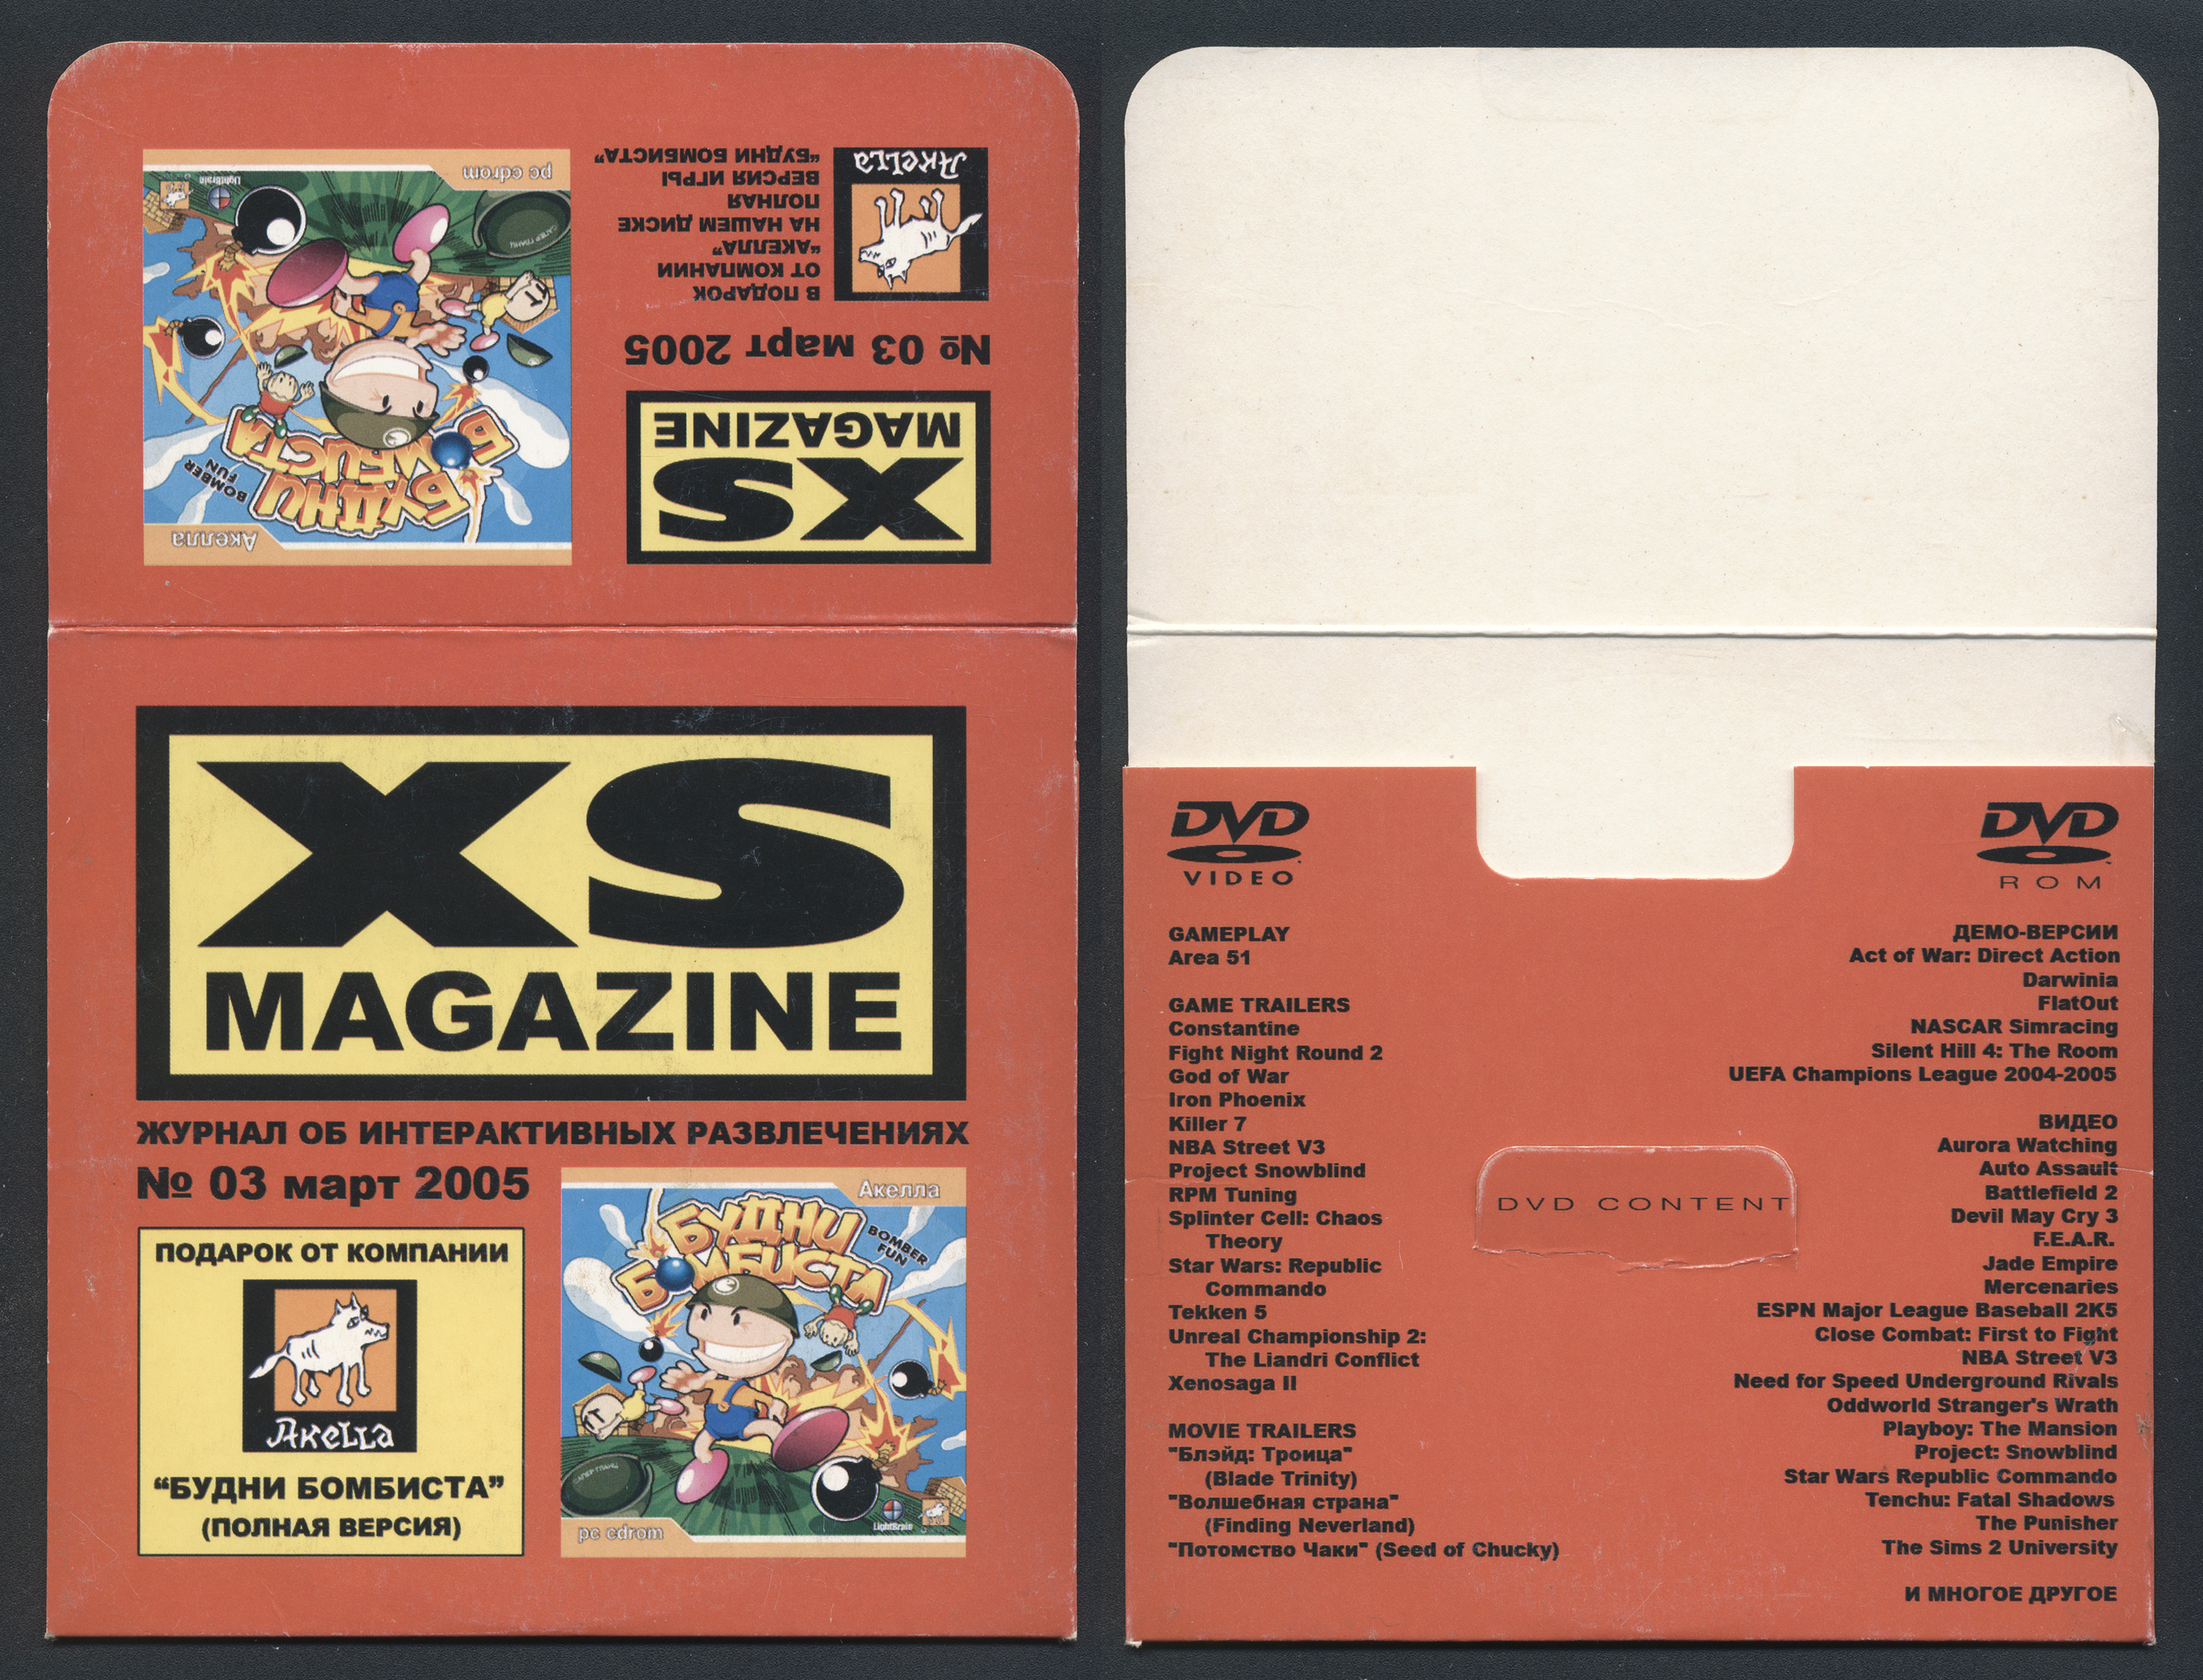 XS
MAGAZINE
№ 03 март 2005
В ПОДАРОК
ОТ КОМПАНИИ
“АКЕЛЛА”
НА НАШЕМ ДИСКЕ
ПОЛНАЯ
ВЕРСИЯ ИГРЫ
“БУДНИ БОМБИСТА”
Акелла
Акелла
БУДНИ
БОМБИСТА
BOMBER
FUN
САПЕР ГЛАНЦ
LightBrain
pc cdrom
XS
MAGAZINE
ЖУРНАЛ ОБ ИНТЕРАКТИВНЫХ РАЗВЛЕЧЕНИЯХ
№ 03 март 2005
ПОДАРОК ОТ КОМПАНИИ
Акелла
“БУДНИ БОМБИСТА”
(ПОЛНАЯ ВЕРСИЯ)
Акелла
БУДНИ
БОМБИСТА
BOMBER
FUN
САПЕР ГЛАНЦ
LightBrain
pc cdrom
DVD
VIDEO
GAMEPLAY
Area 51
GAME TRAILERS
Constantine
Fight Night Round 2
God of War
Iron Phoenix
Killer 7
NBA Street V3
Project Snowblind
RPM Tuning
Splinter Cell: Chaos
Theory
Star Wars: Republic
Commando
Tekken 5
Unreal Championship 2:
The Liandri Conflict
Xenosaga II
MOVIE TRAILERS
"Блэйд: Троица"
(Blade Trinity)
"Волшебная страна"
(Finding Neverland)
"Потомство Чаки" (Seed of Chucky)
DVD CONTENT
DVD
ROM
ДЕМО-ВЕРСИИ
Act of War: Direct Action
Darwinia
FlatOut
NASCAR Simracing
Silent Hill 4: The Room
UEFA Champions League 2004-2005
ВИДЕО
Aurora Watching
Auto Assault
Battlefield 2
Devil May Cry 3
F.E.A.R.
Jade Empire
Mercenaries
ESPN Major League Baseball 2K5
Close Combat: First to Fight
NBA Street V3
Need for Speed Underground Rivals
Oddworld Stranger's Wrath
Playboy: The Mansion
Project: Snowblind
Star Wars Republic Commando
Tenchu: Fatal Shadows
The Punisher
The Sims 2 University
И МНОГОЕ ДРУГОЕ